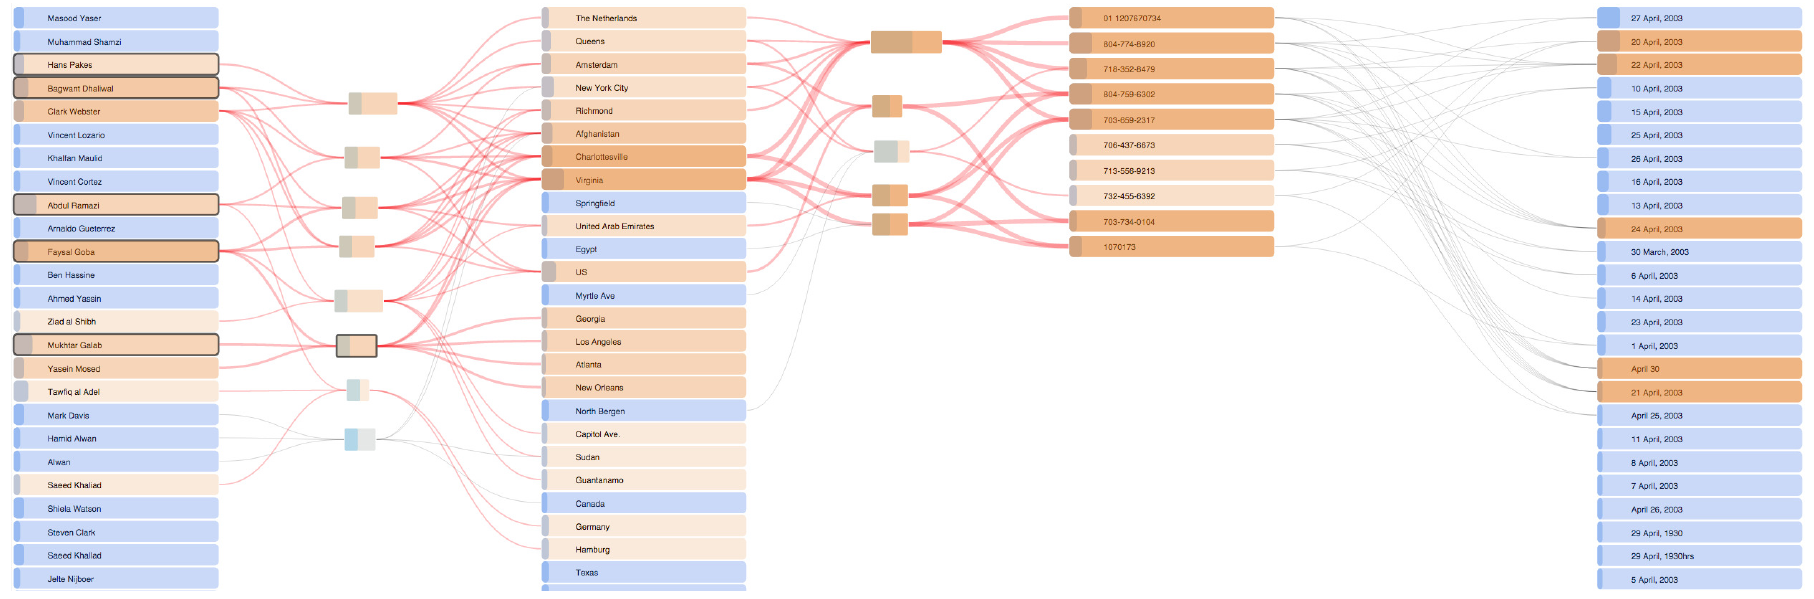 Masood Yaser
Muhammad Shamzi
Hans Pakes
Bagwant Dhaliwal
Clark Webster
Vincent Lozario
Khalfan Maulid
Vincent Cortez
Abdul Ramazi
Arnaldo Gueterrez
Faysal Goba
Ben Hassine
Ahmed Yassin
Ziad al Shibh
Mukhtar Galab
Yasein Mosed
Tawfiq al Adel
Mark Davis
Hamid Alwan
Alwan
Saeed Khaliad
Shiela Watson
Steven Clark
Saeed Khallad
Jelte Nijboer
The Netherlands
Queens
Amsterdam
New York City
Richmond
Afghanistan
Charlottesville
Virginia
Springfield
United Arab Emirates
Egypt
US
Myrtle Ave
Georgia
Los Angeles
Atlanta
New Orleans
North Bergen
Capitol Ave.
Sudan
Guantanamo
Canada
Germany
Hamburg
Texas
01 1207670734
804-774-8920
718-352-8479
804-759-6302
703-659-2317
706-437-6673
713-556-9213
732-455-6392
703-734-0104
1070173
27 April, 2003
20 April, 2003
22 April, 2003
10 April, 2003
15 April, 2003
25 April, 2003
26 April, 2003
16 April, 2003
13 April, 2003
24 April, 2003
30 March, 2003
6 April, 2003
14 April, 2003
23 April, 2003
1 April, 2003
April 30
21 April, 2003
April 25, 2003
11 April, 2003
8 April, 2003
7 April, 2003
April 26, 2003
29 April, 1930
29 April, 1930hrs
5 April, 2003